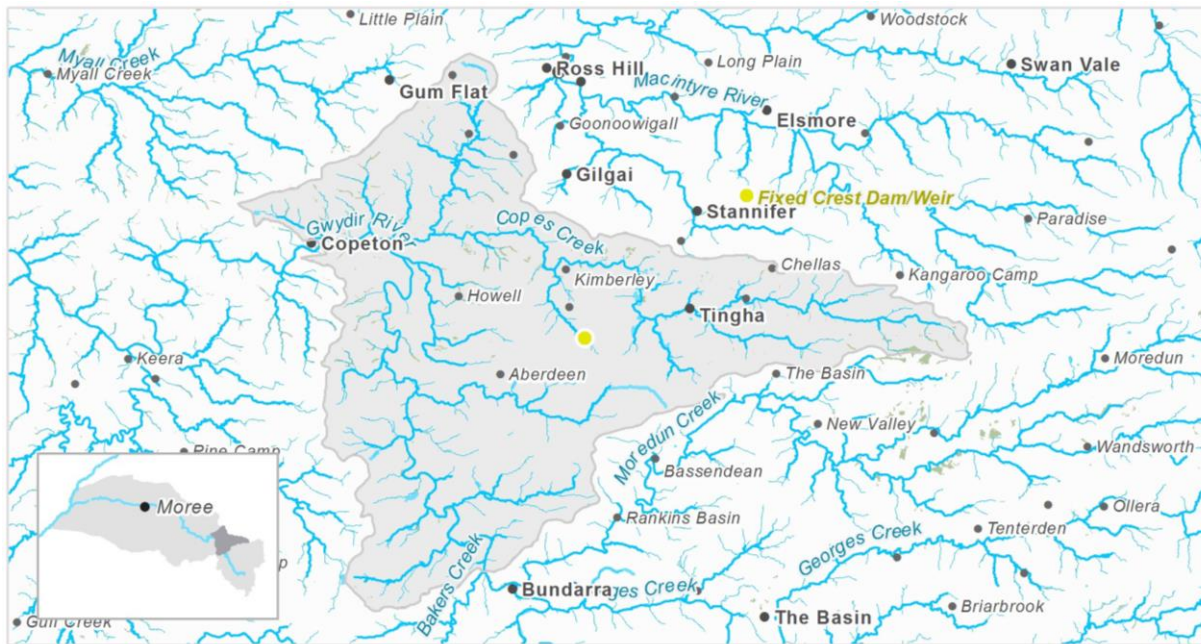 Little Plain
Woodstock
Myall Creek
Myall Creek
Ross Hill
Long Plain
Swan Vale
Gum Flat
Macintyre River
Elsmore
Goonoowigall
Gilgai
Fixed Crest Dam/Weir
Stannifer
Paradise
Gwydir River
Copes Creek
Copeton
Chellas
Kimberley
Kangaroo Camp
Howell
Tingha
Keera
Moredun
Aberdeen
The Basin
Moredun Creek
New Valley
Pine Camp
Wandsworth
Bassendean
Moree
Rankins Basin
Ollera
Tenterden
Georges Creek
p
Bakers Creek
Bundarra
ges Creek
The Basin
Briarbrook
Gulf Creek